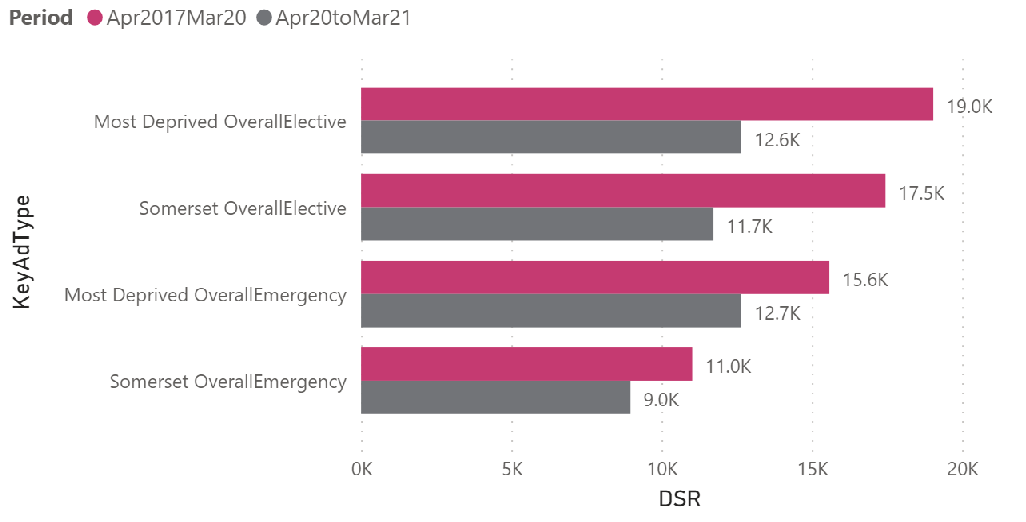 Period Apr2017Mar20 Apr20toMar21
KeyAdType
Most Deprived OverallElective
19.0K
12.6K
Somerset OverallElective
17.5K
11.7K
Most Deprived OverallEmergency
15.6K
12.7K
Somerset OverallEmergency
11.0K
9.0K
0K 5K 10K 15K 20K
DSR